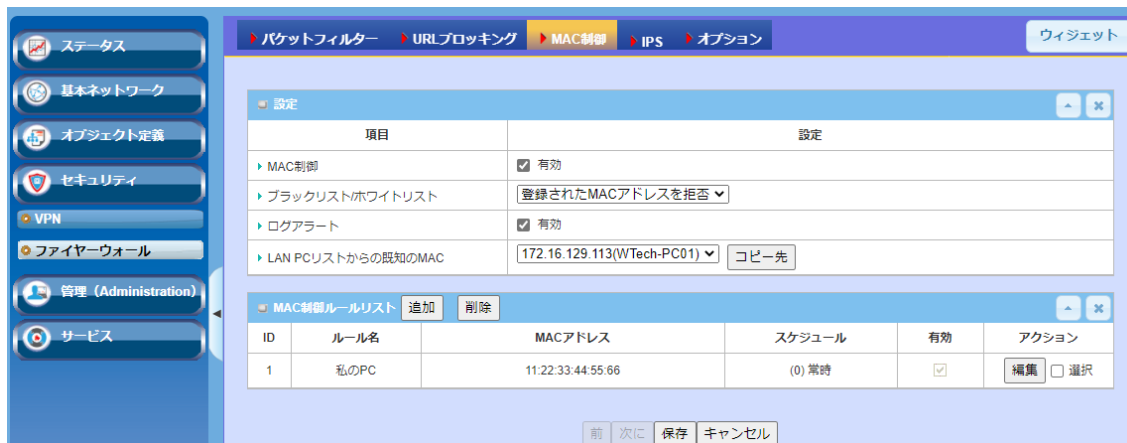 ステータス
基本ネットワーク
オブジェクト定義
セキュリティ
VPN
ファイヤーウォール
管理(Administration)
サービス
パケットフィルター URLブロッキング MAC制御 IPS オプション
ウィジェット
設定
項目 設定
MAC制御 有効
ブラックリスト/ホワイトリスト 登録されたMACアドレスを拒否
ログアラート 有効
LAN PCリストからの既知のMAC 172.16.129.113(WTech-PC01) コピー先
MAC制御ルールリスト 追加 削除
ID ルール名 MACアドレス スケジュール 有効 アクション
1 私のPC 11:22:33:44:55:66 (0) 常時 編集 選択
前 次に 保存 キャンセル